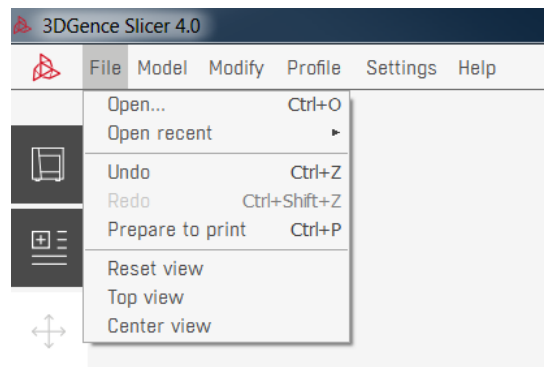 3DGence Slicer 4.0
File Model Modify Profile Settings Help
Open... Ctrl+O
Open recent
Undo Ctrl+Z
Redo Ctrl+Shift+Z
Prepare to print Ctrl+P
Reset view
Top view
Center view